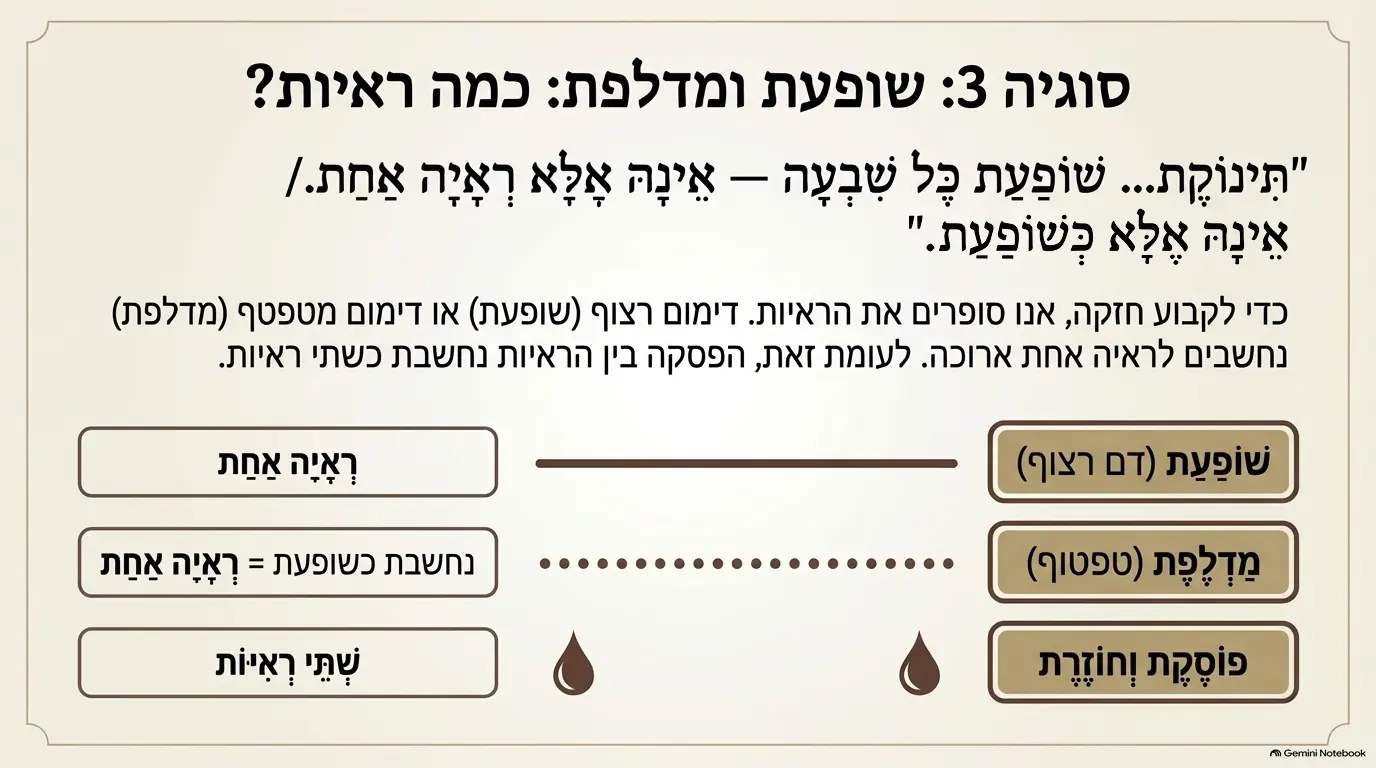 סוגיה 3: שופעת ומדלפת: כמה ראיות?
"תִּינוֹקֶת... שׁוֹפַעַת כׇּל שִׁבְעָה — אֵינָהּ אֶלָּא רְאִיָּה אַחַת./
אֵינָהּ אֶלָּא כְּשׁוֹפַעַת."
כדי לקבוע חזקה, אנו סופרים את הראיות. דימום רצוף (שופעת) או דימום מטפטף (מדלפת)
נחשבים לראיה אחת ארוכה. לעומת זאת, הפסקה בין הראיות נחשבת כשתי ראיות.
שׁוֹפַעַת (דם רצוף)
רְאִיָּה אַחַת
מַדְלֶפֶת (טפטוף)
נחשבת כשופעת = רְאִיָּה אַחַת
פּוֹסֶקֶת וְחוֹזֶרֶת
שְׁתֵּי רְאִיּוֹת
Gemini Notebook